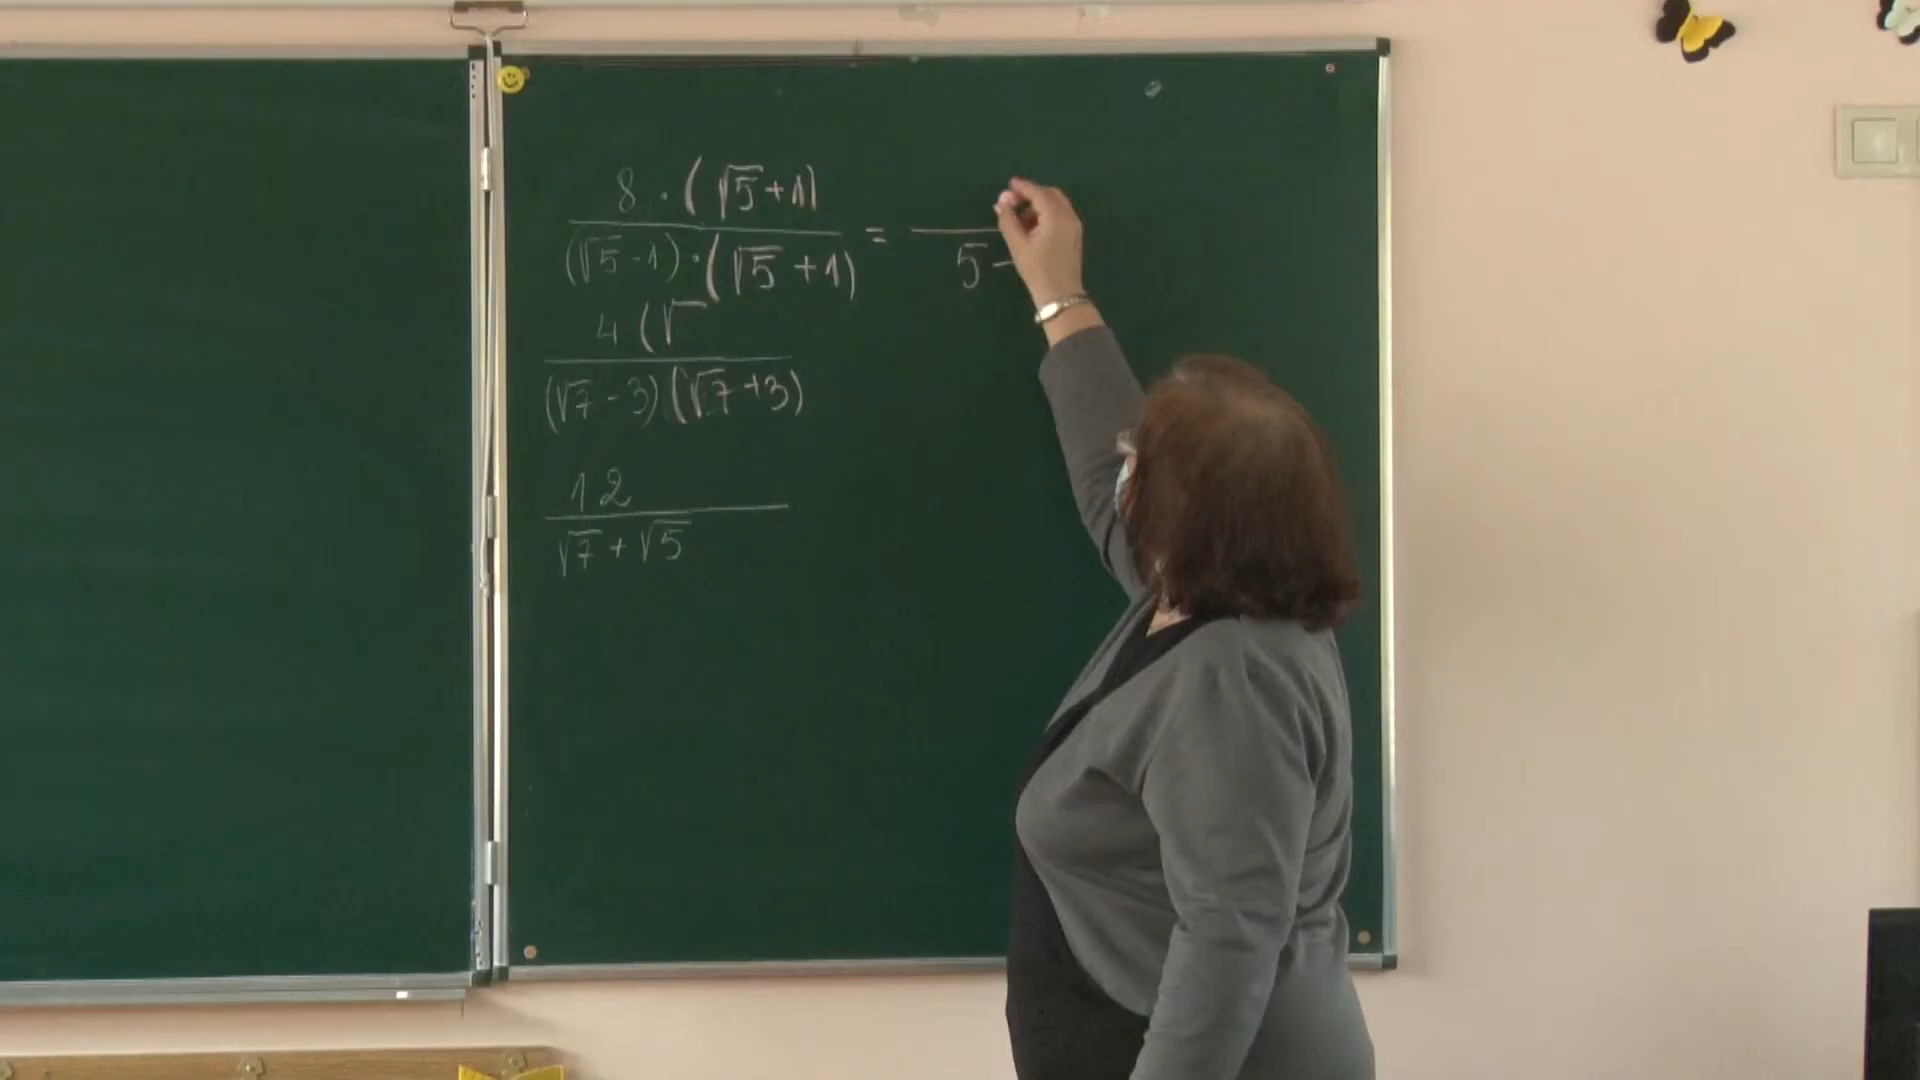 8 · (√5 + 1)
(√5 - 1) · (√5 + 1) = 5 -
4 (√
(√7 - 3) (√7 + 3)
12
√7 + √5